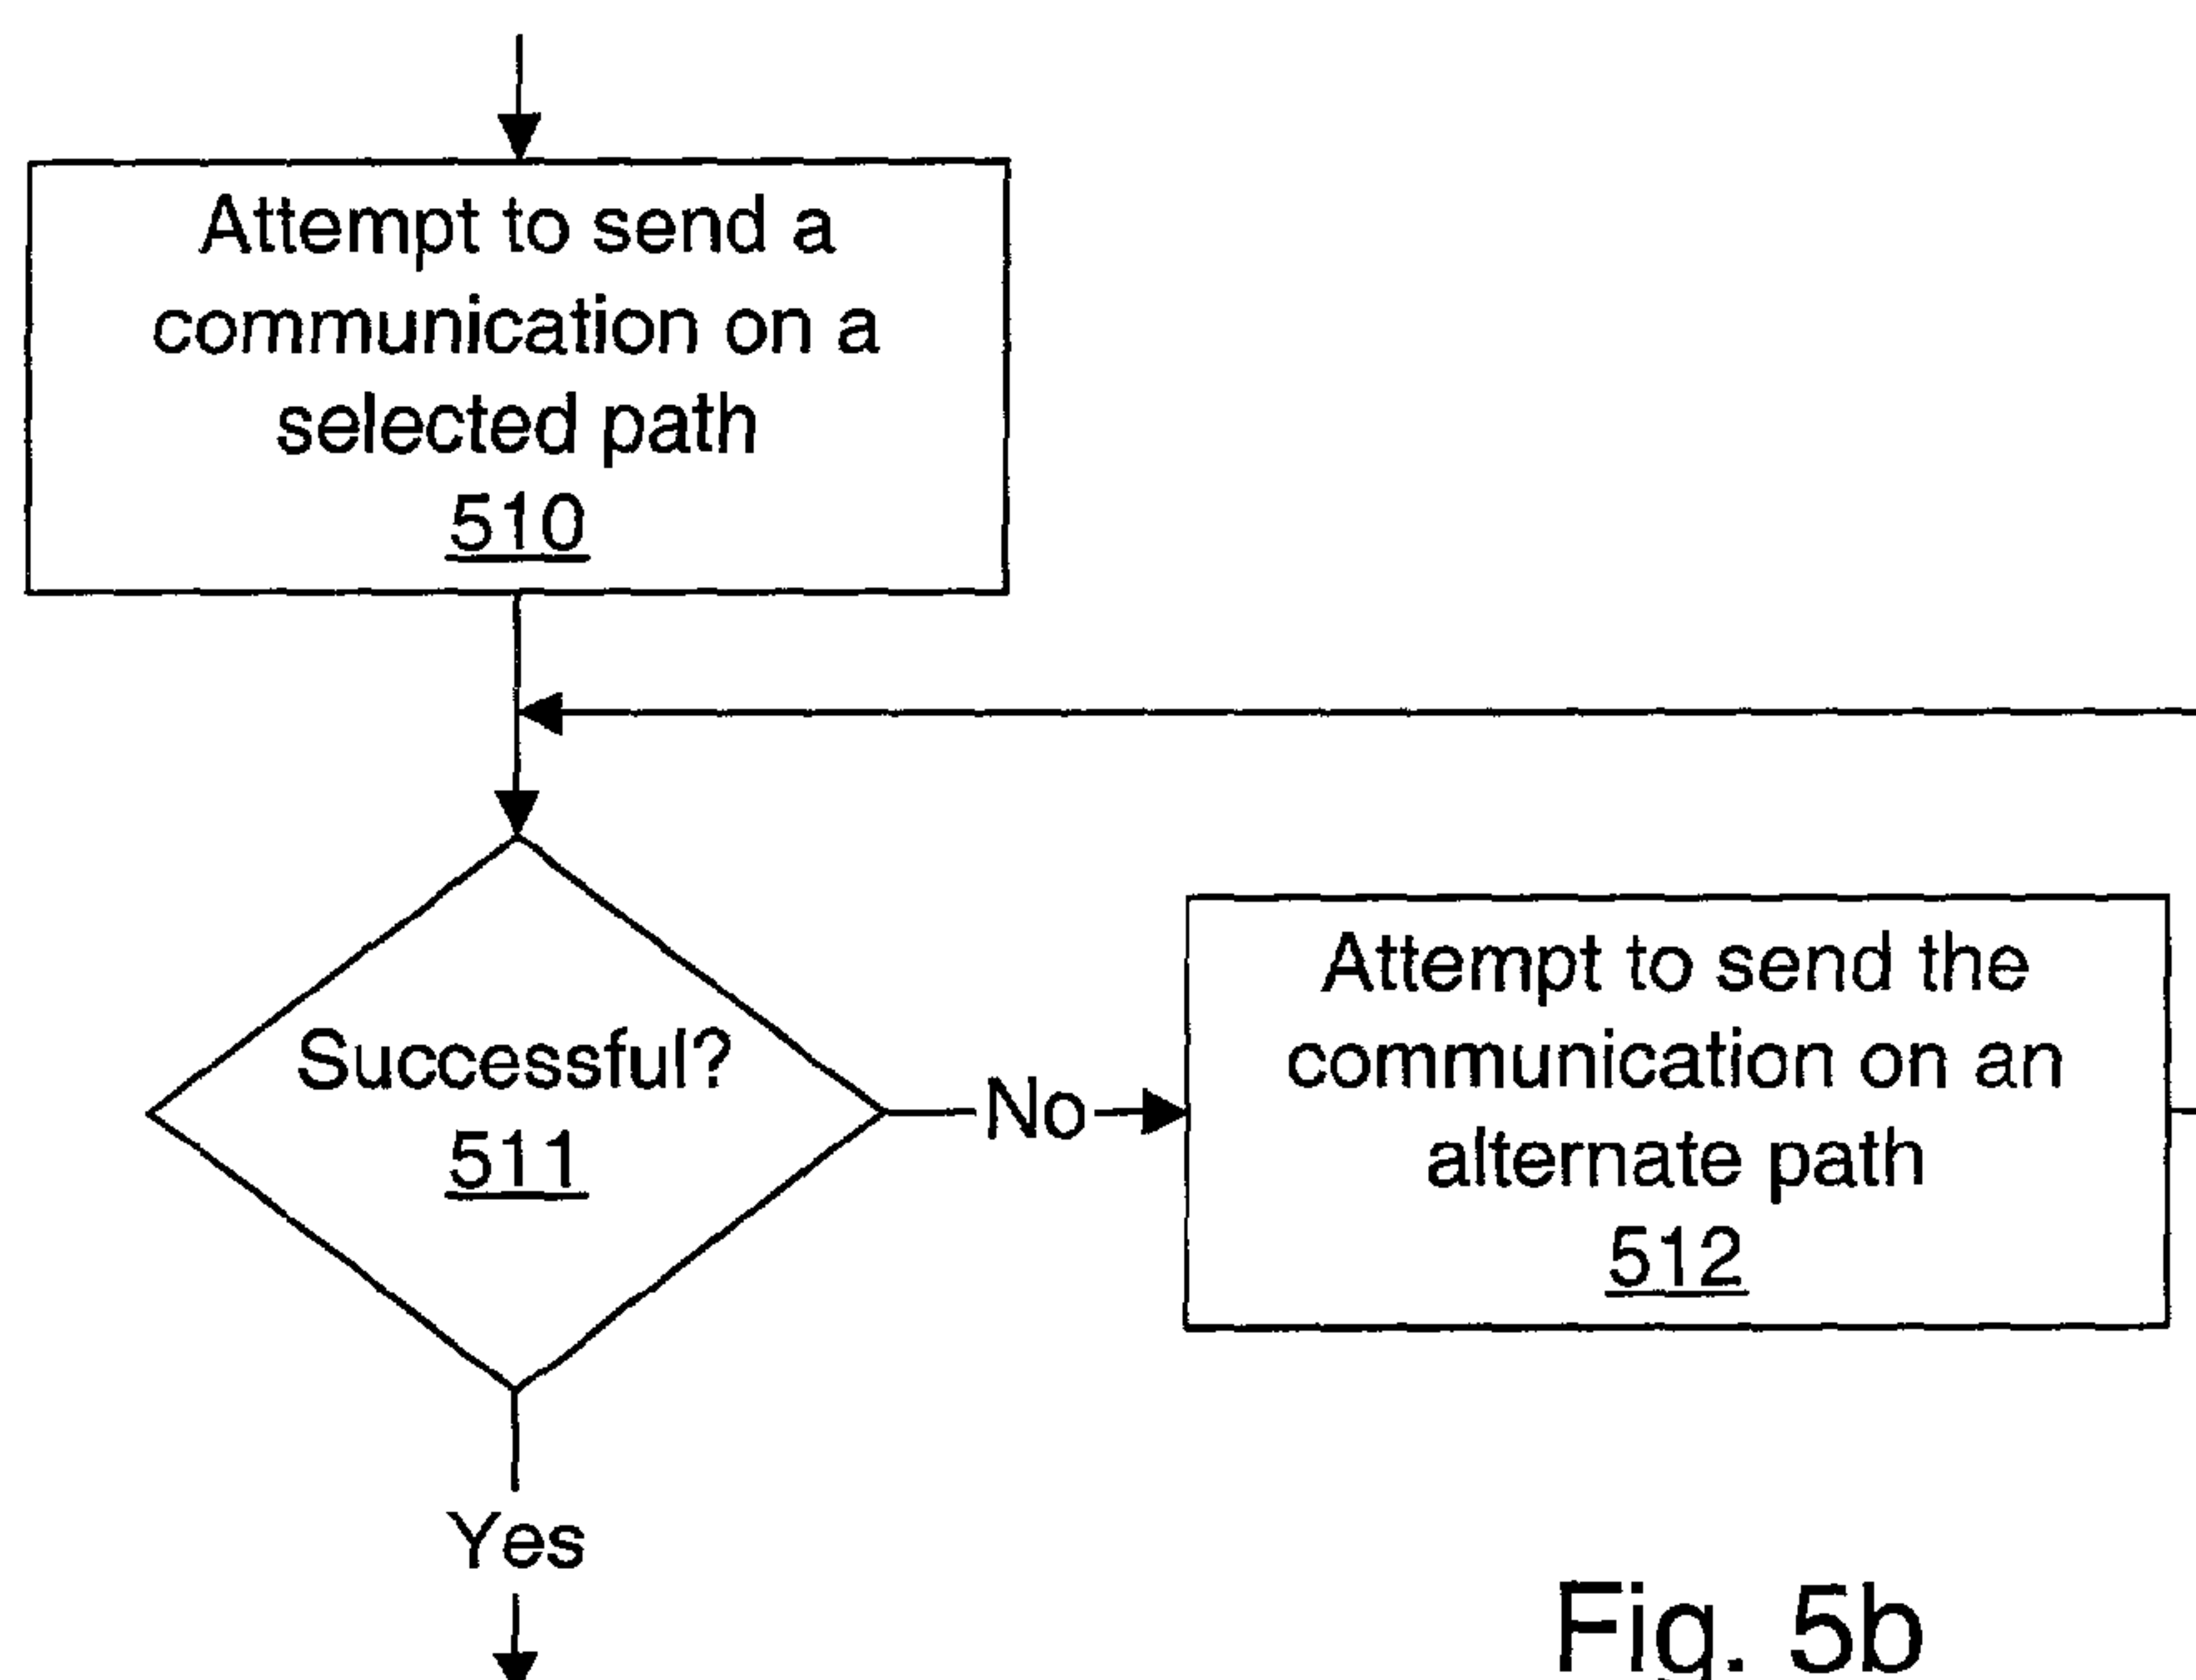 Attempt to send a
communication on a
selected path
510
Successful?
511
No
Attempt to send the
communication on an
alternate path
512
Yes
Fig. 5b